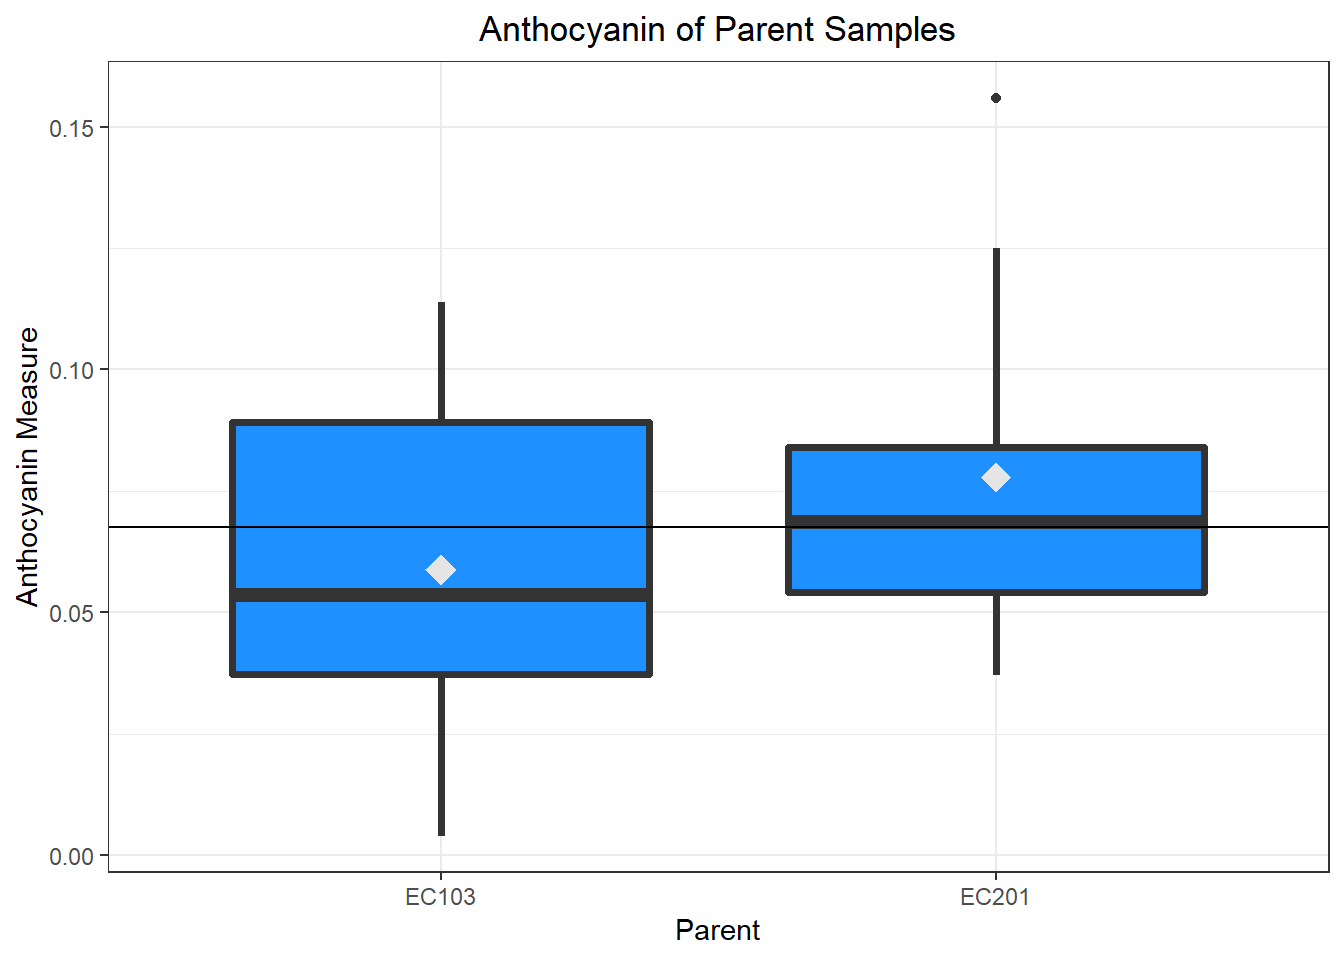 Anthocyanin of Parent Samples
Anthocyanin Measure
0.15
0.10
0.05
0.00
EC103 EC201
Parent